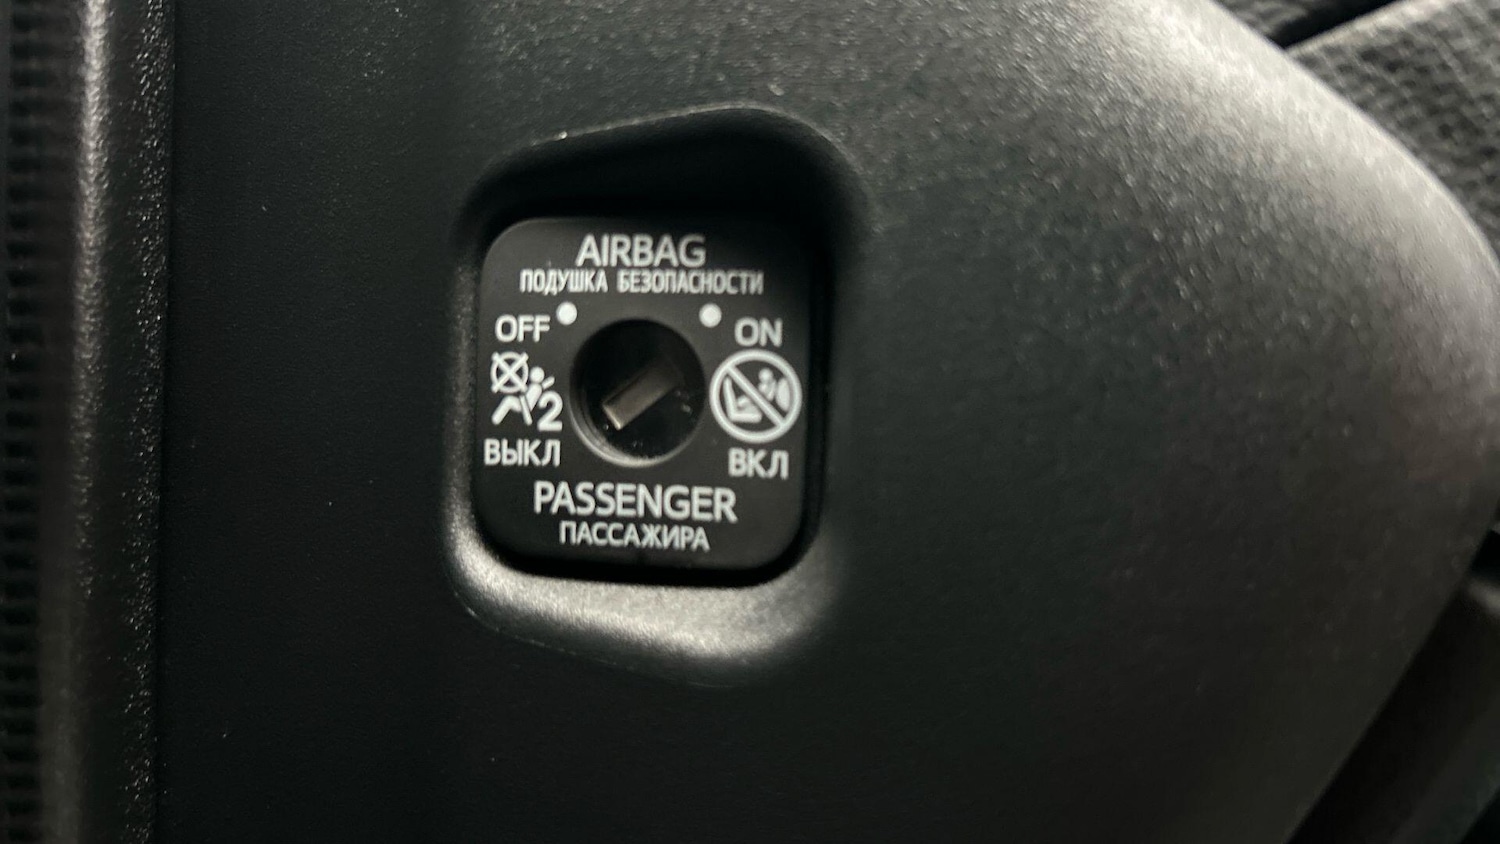 AIRBAG
ПОДУШКА БЕЗОПАСНОСТИ
OFF ON
2
ВЫКЛ ВКЛ
PASSENGER
ПАССАЖИРА